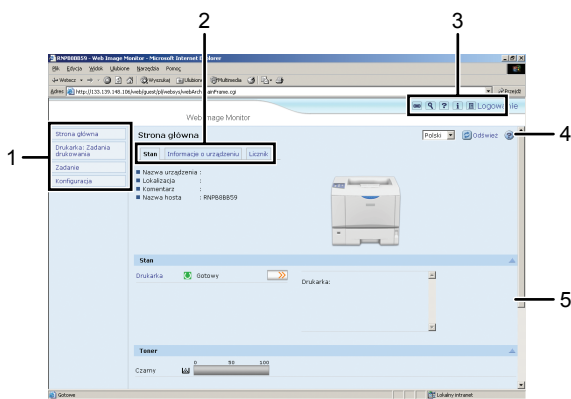 2
3
RNPB8BB59 - Web Image Monitor - Microsoft Internet Explorer
Plik Edycja Widok Ulubione Narzędzia Pomoc
Wstecz Wyszukaj Ulubione Multimedia
Adres http://133.139.148.106/web/guest/pl/websys/webArch/mainFrame.cgi Przejdź
? i Logowanie
Web Image Monitor
1
Strona główna
Drukarka: Zadania
drukowania
Zadanie
Konfiguracja
Strona główna
Polski Odśwież
4
Stan Informacje o urządzeniu Licznik
Nazwa urządzenia :
Lokalizacja :
Komentarz :
Nazwa hosta : RNPB8BB59
Stan
Drukarka Gotowy
Drukarka:
5
Toner
0 50 100
Czarny
Gotowe Lokalny intranet